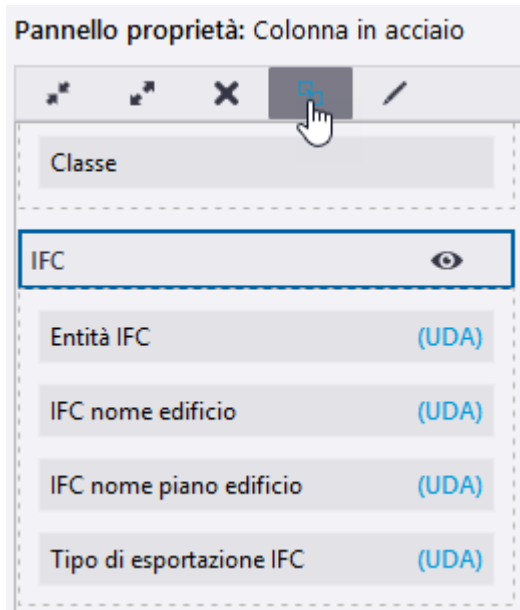 Pannello proprietà: Colonna in acciaio
Classe
IFC
Entità IFC (UDA)
IFC nome edificio (UDA)
IFC nome piano edificio (UDA)
Tipo di esportazione IFC (UDA)